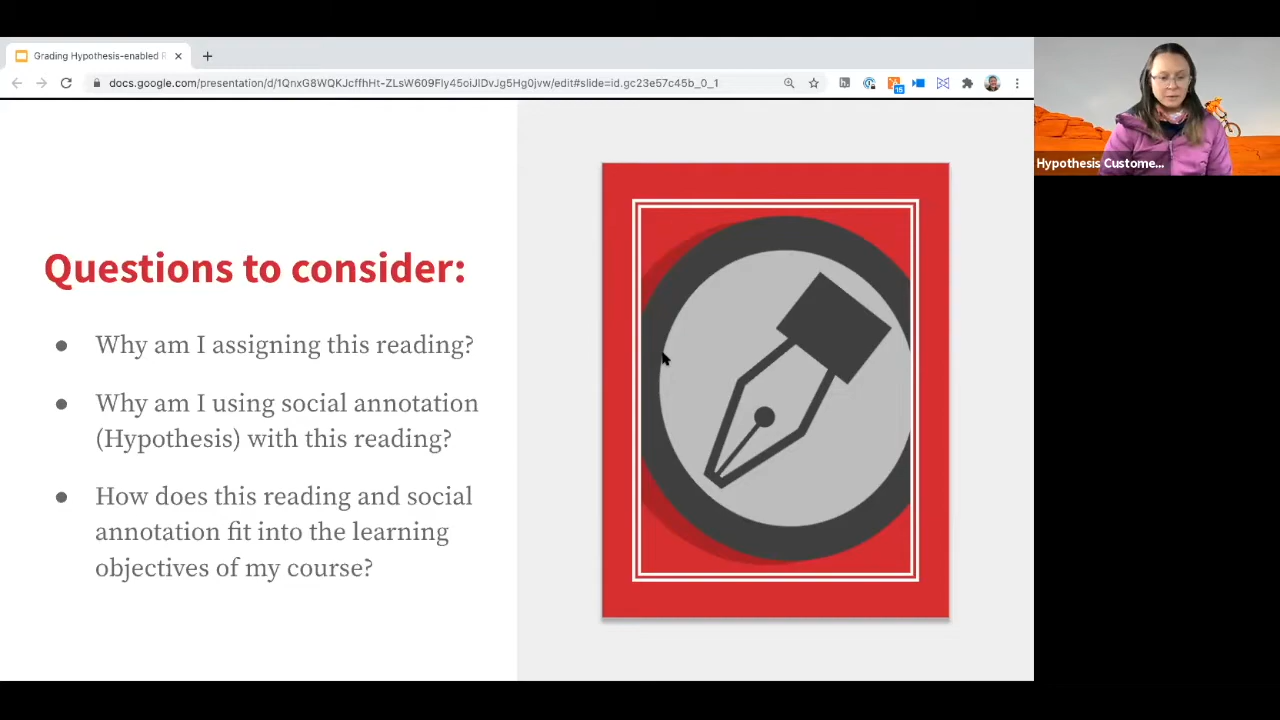 Grading Hypothesis-enabled R
docs.google.com/presentation/d/1QnxG8WQKJcffhHt-ZLsW609Fly45oiJlDvJg5Hg0jvw/edit#slide=id.gc23e57c45b_0_1
15
Hypothesis Custome...
Questions to consider:
● Why am I assigning this reading?
● Why am I using social annotation
(Hypothesis) with this reading?
● How does this reading and social
annotation fit into the learning
objectives of my course?